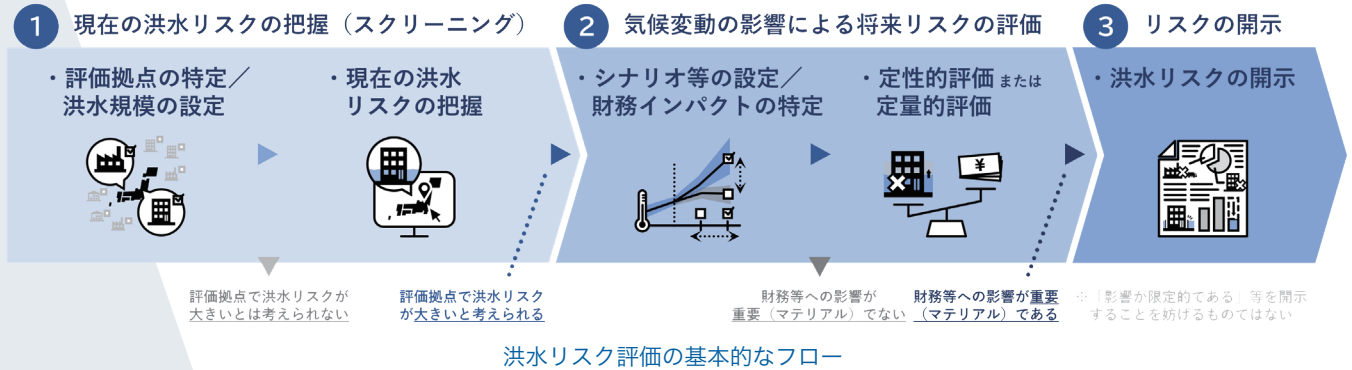 1 現在の洪水リスクの把握（スクリーニング）
・評価拠点の特定／
洪水規模の設定
・現在の洪水
リスクの把握
評価拠点で洪水リスクが
大きいとは考えられない
評価拠点で洪水リスク
が大きいと考えられる
2 気候変動の影響による将来リスクの評価
・シナリオ等の設定／
財務インパクトの特定
・定性的評価 または
定量的評価
¥
財務等への影響が
重要（マテリアル）でない
財務等への影響が重要
（マテリアル）である
3 リスクの開示
・洪水リスクの開示
※「影響か限定的てある」等を開示
することを妨げるものてはない
洪水リスク評価の基本的なフロー